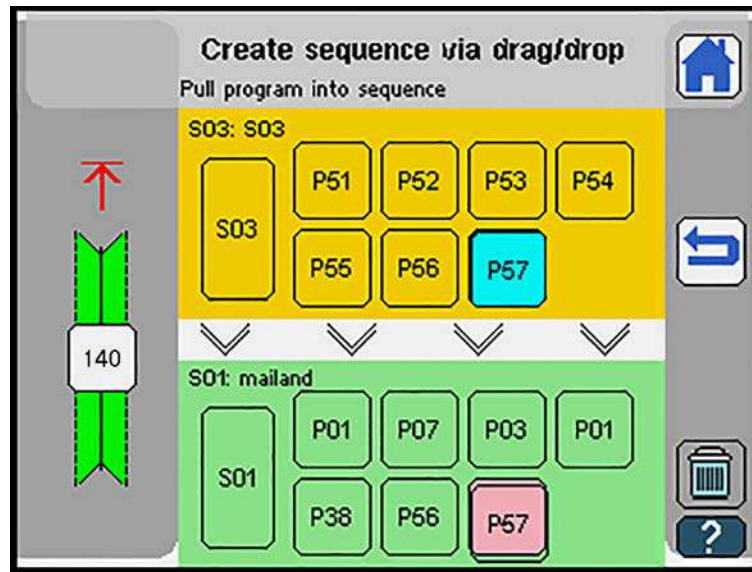 Create sequence via drag/drop
Pull program into sequence
S03: S03
S03
P51 P52 P53 P54
P55 P56 P57
140
S01: mailand
S01
P01 P07 P03 P01
P38 P56 P57
?